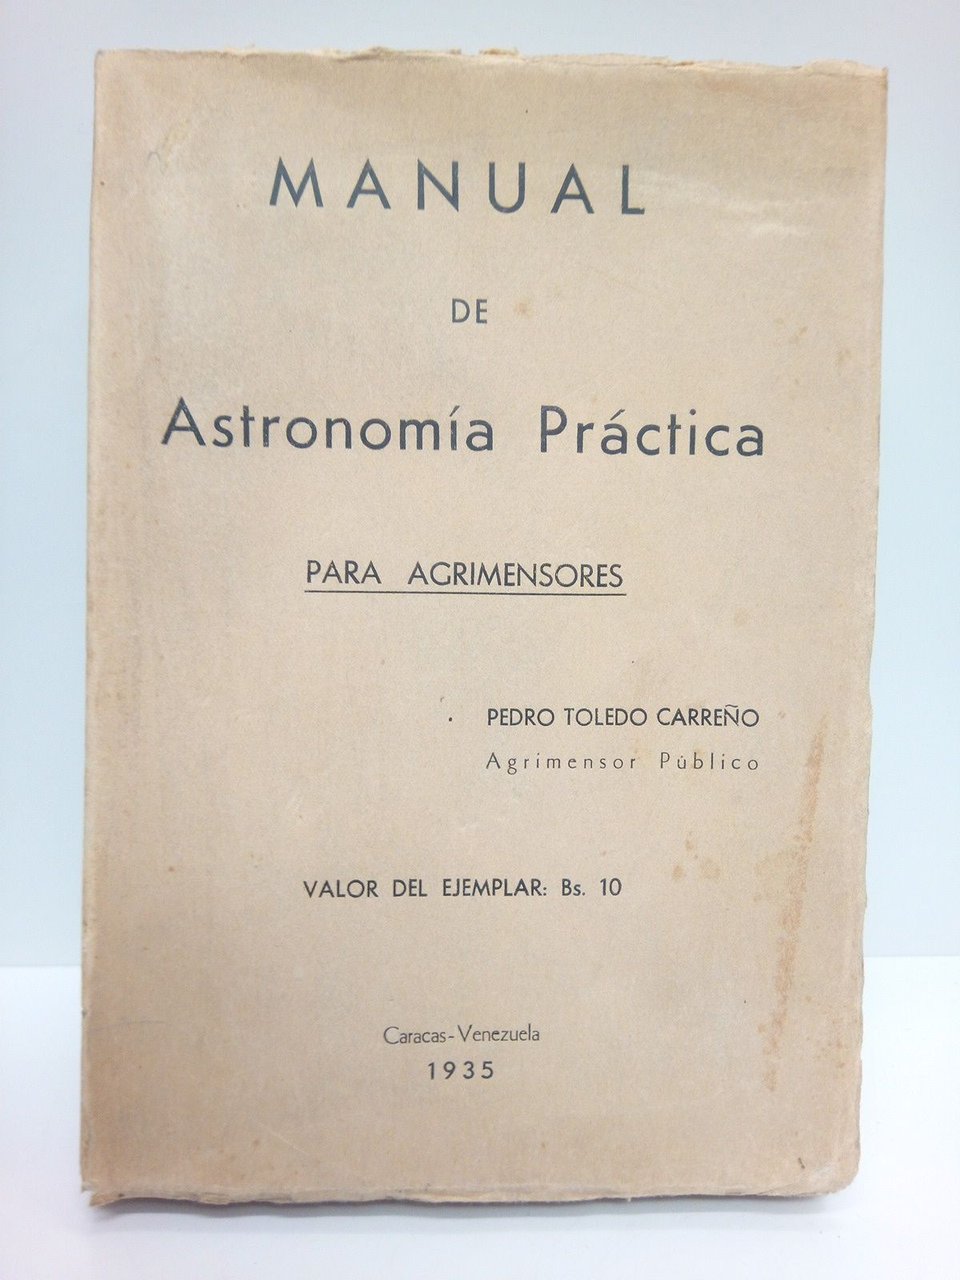 MANUAL
DE
Astronomía Práctica
PARA AGRIMENSORES
PEDRO TOLEDO CARREÑO
Agrimensor Público
VALOR DEL EJEMPLAR: Bs. 10
Caracas-Venezuela
1935